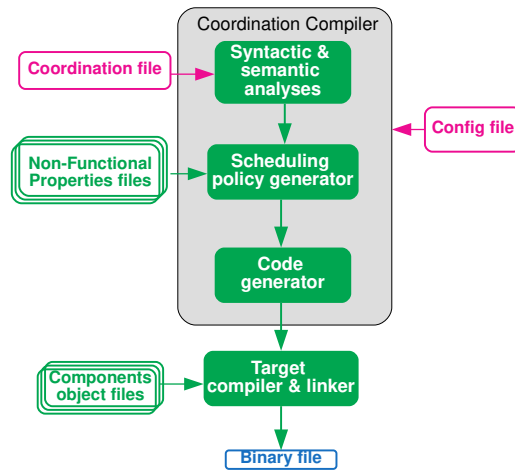 Coordination Compiler
Syntactic &
semantic
analyses
Coordination file
Config file
Non-Functional
Properties files
Scheduling
policy generator
Code
generator
Components
object files
Target
compiler & linker
Binary file